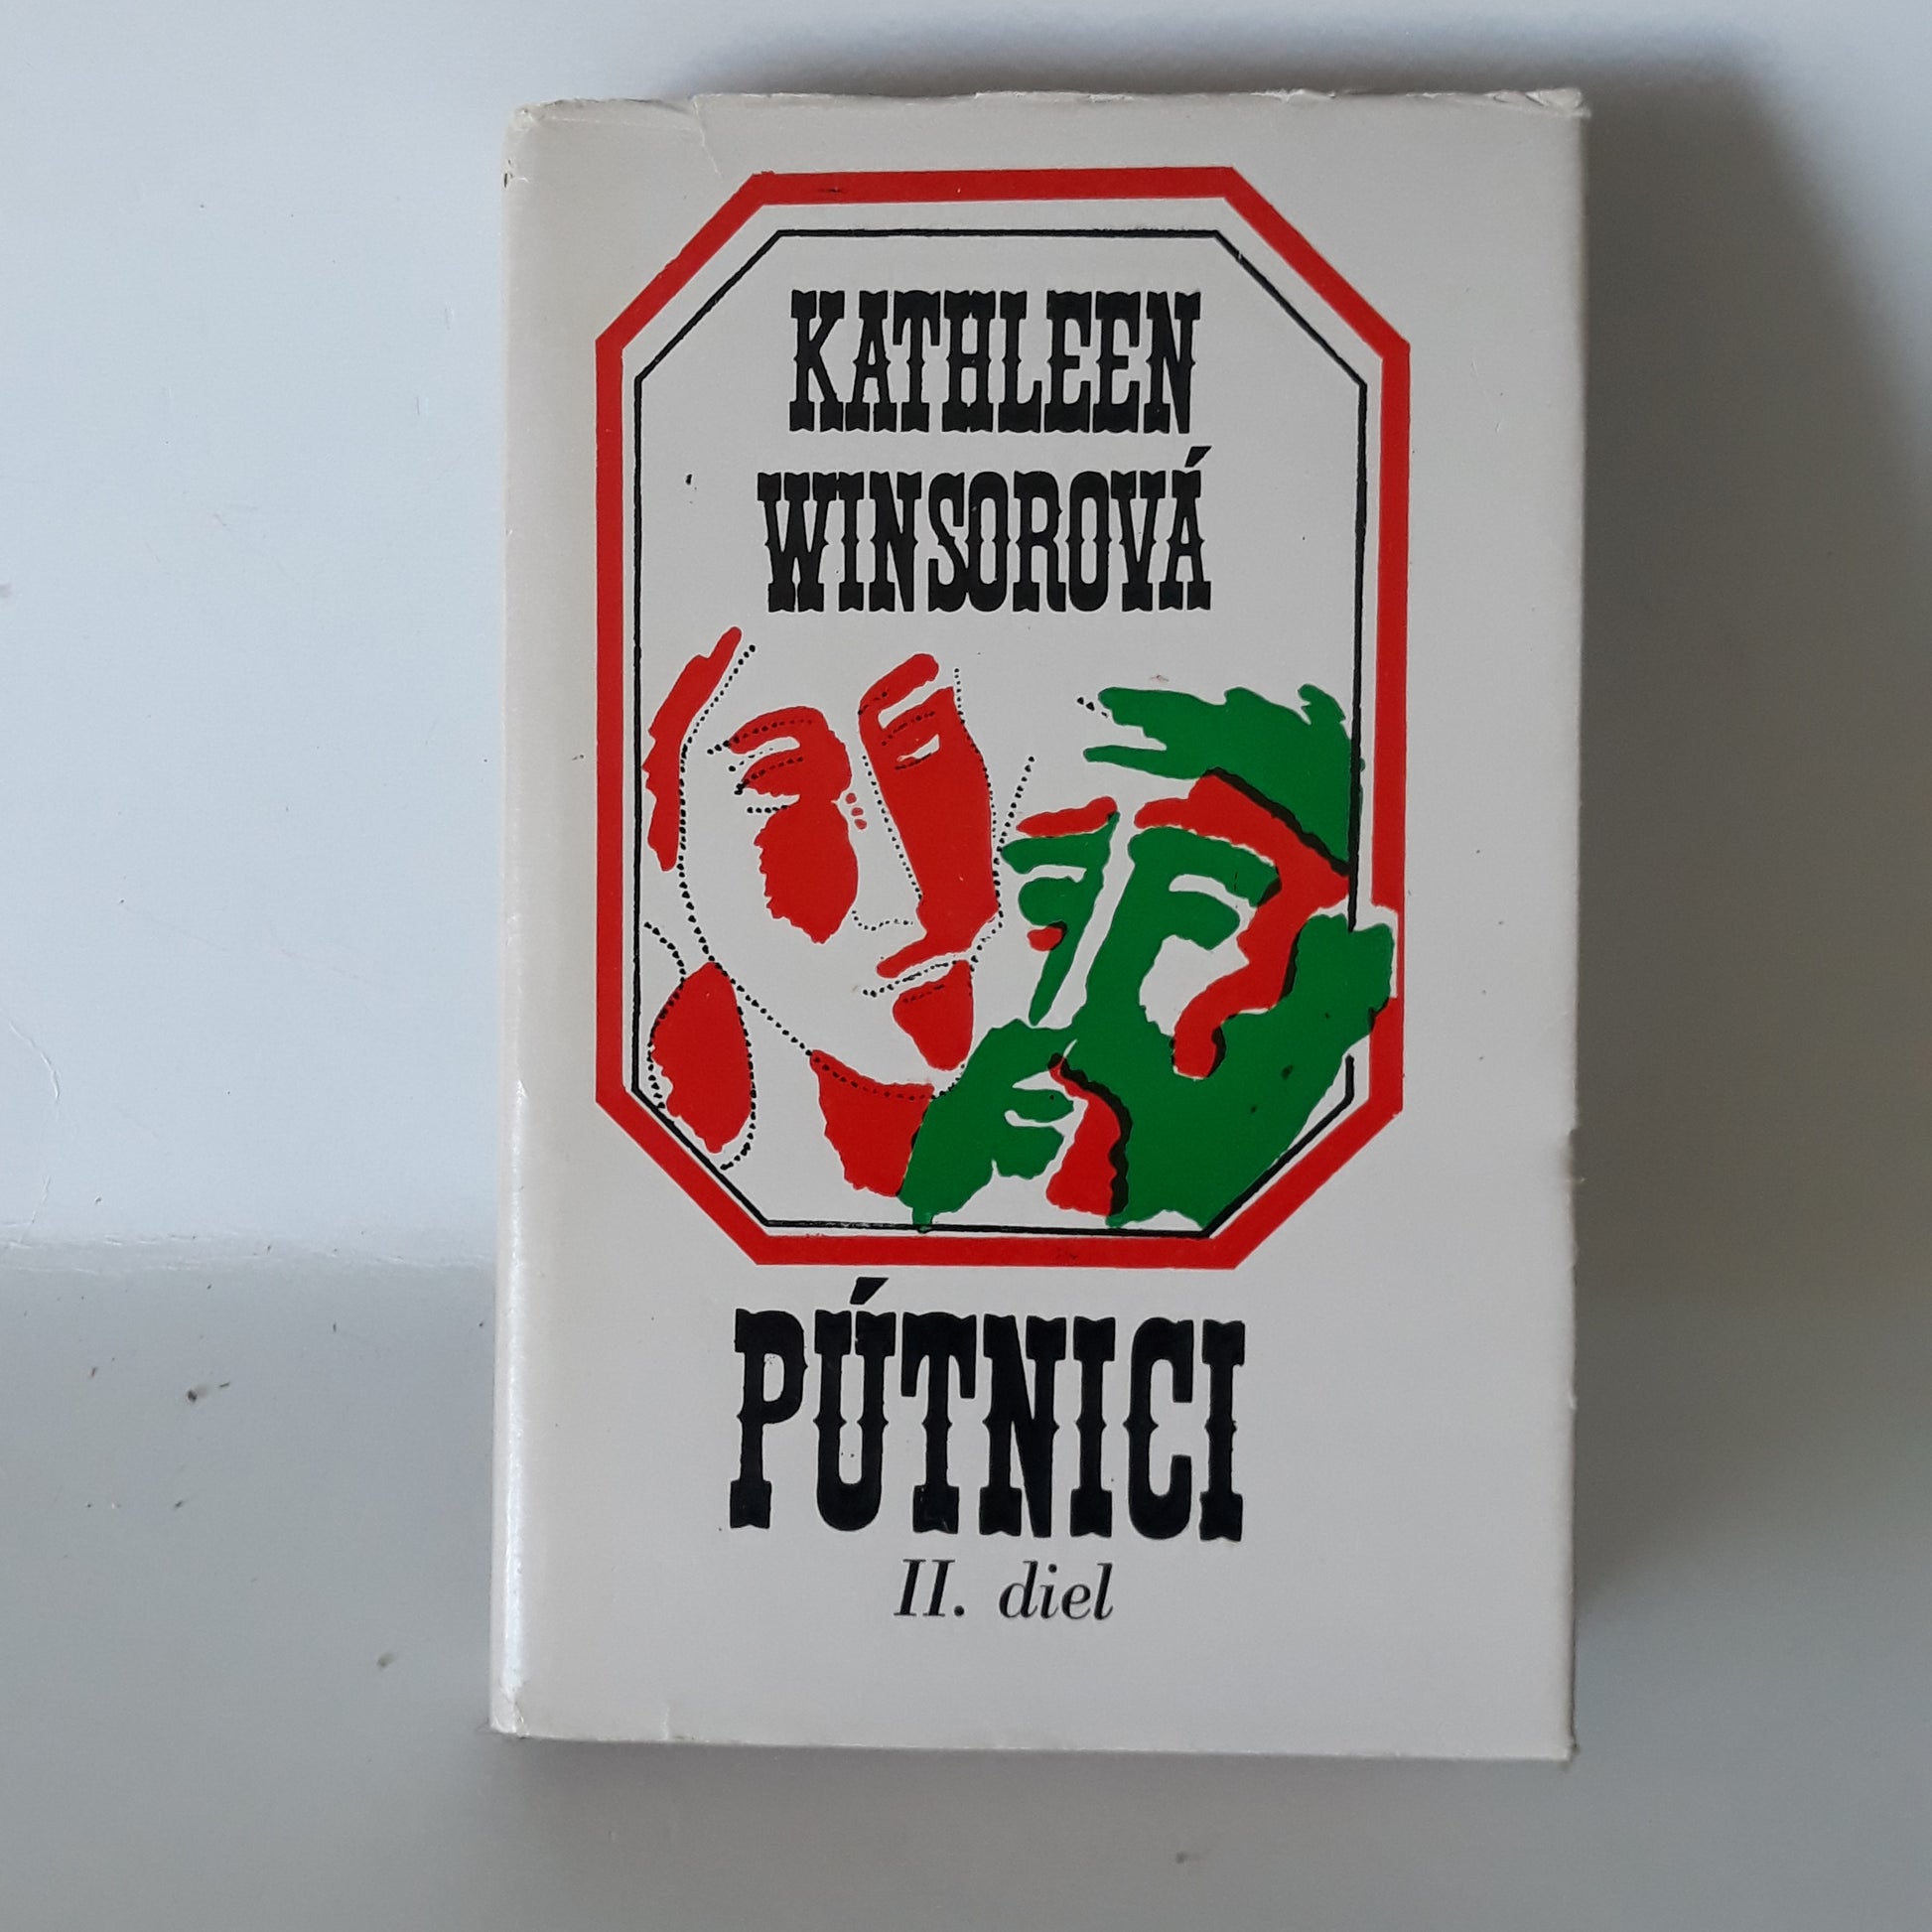 KATHLEEN
WINSOROVÁ
PÚTNICI
II. diel